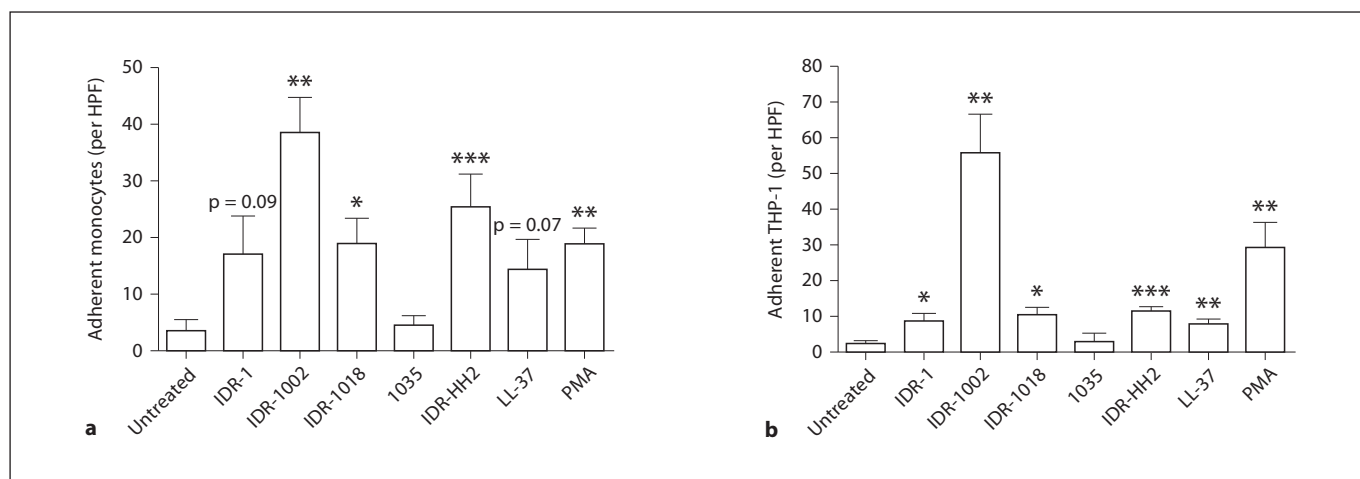 Adherent monocytes (per HPF)
50
40
30
20
10
0
p = 0.09
**
*
***
p = 0.07
**
Untreated
IDR-1
IDR-1002
IDR-1018
1035
IDR-HH2
LL-37
PMA
a
Adherent THP-1 (per HPF)
80
70
60
50
40
30
20
10
0
*
**
*
***
**
**
Untreated
IDR-1
IDR-1002
IDR-1018
1035
IDR-HH2
LL-37
PMA
b